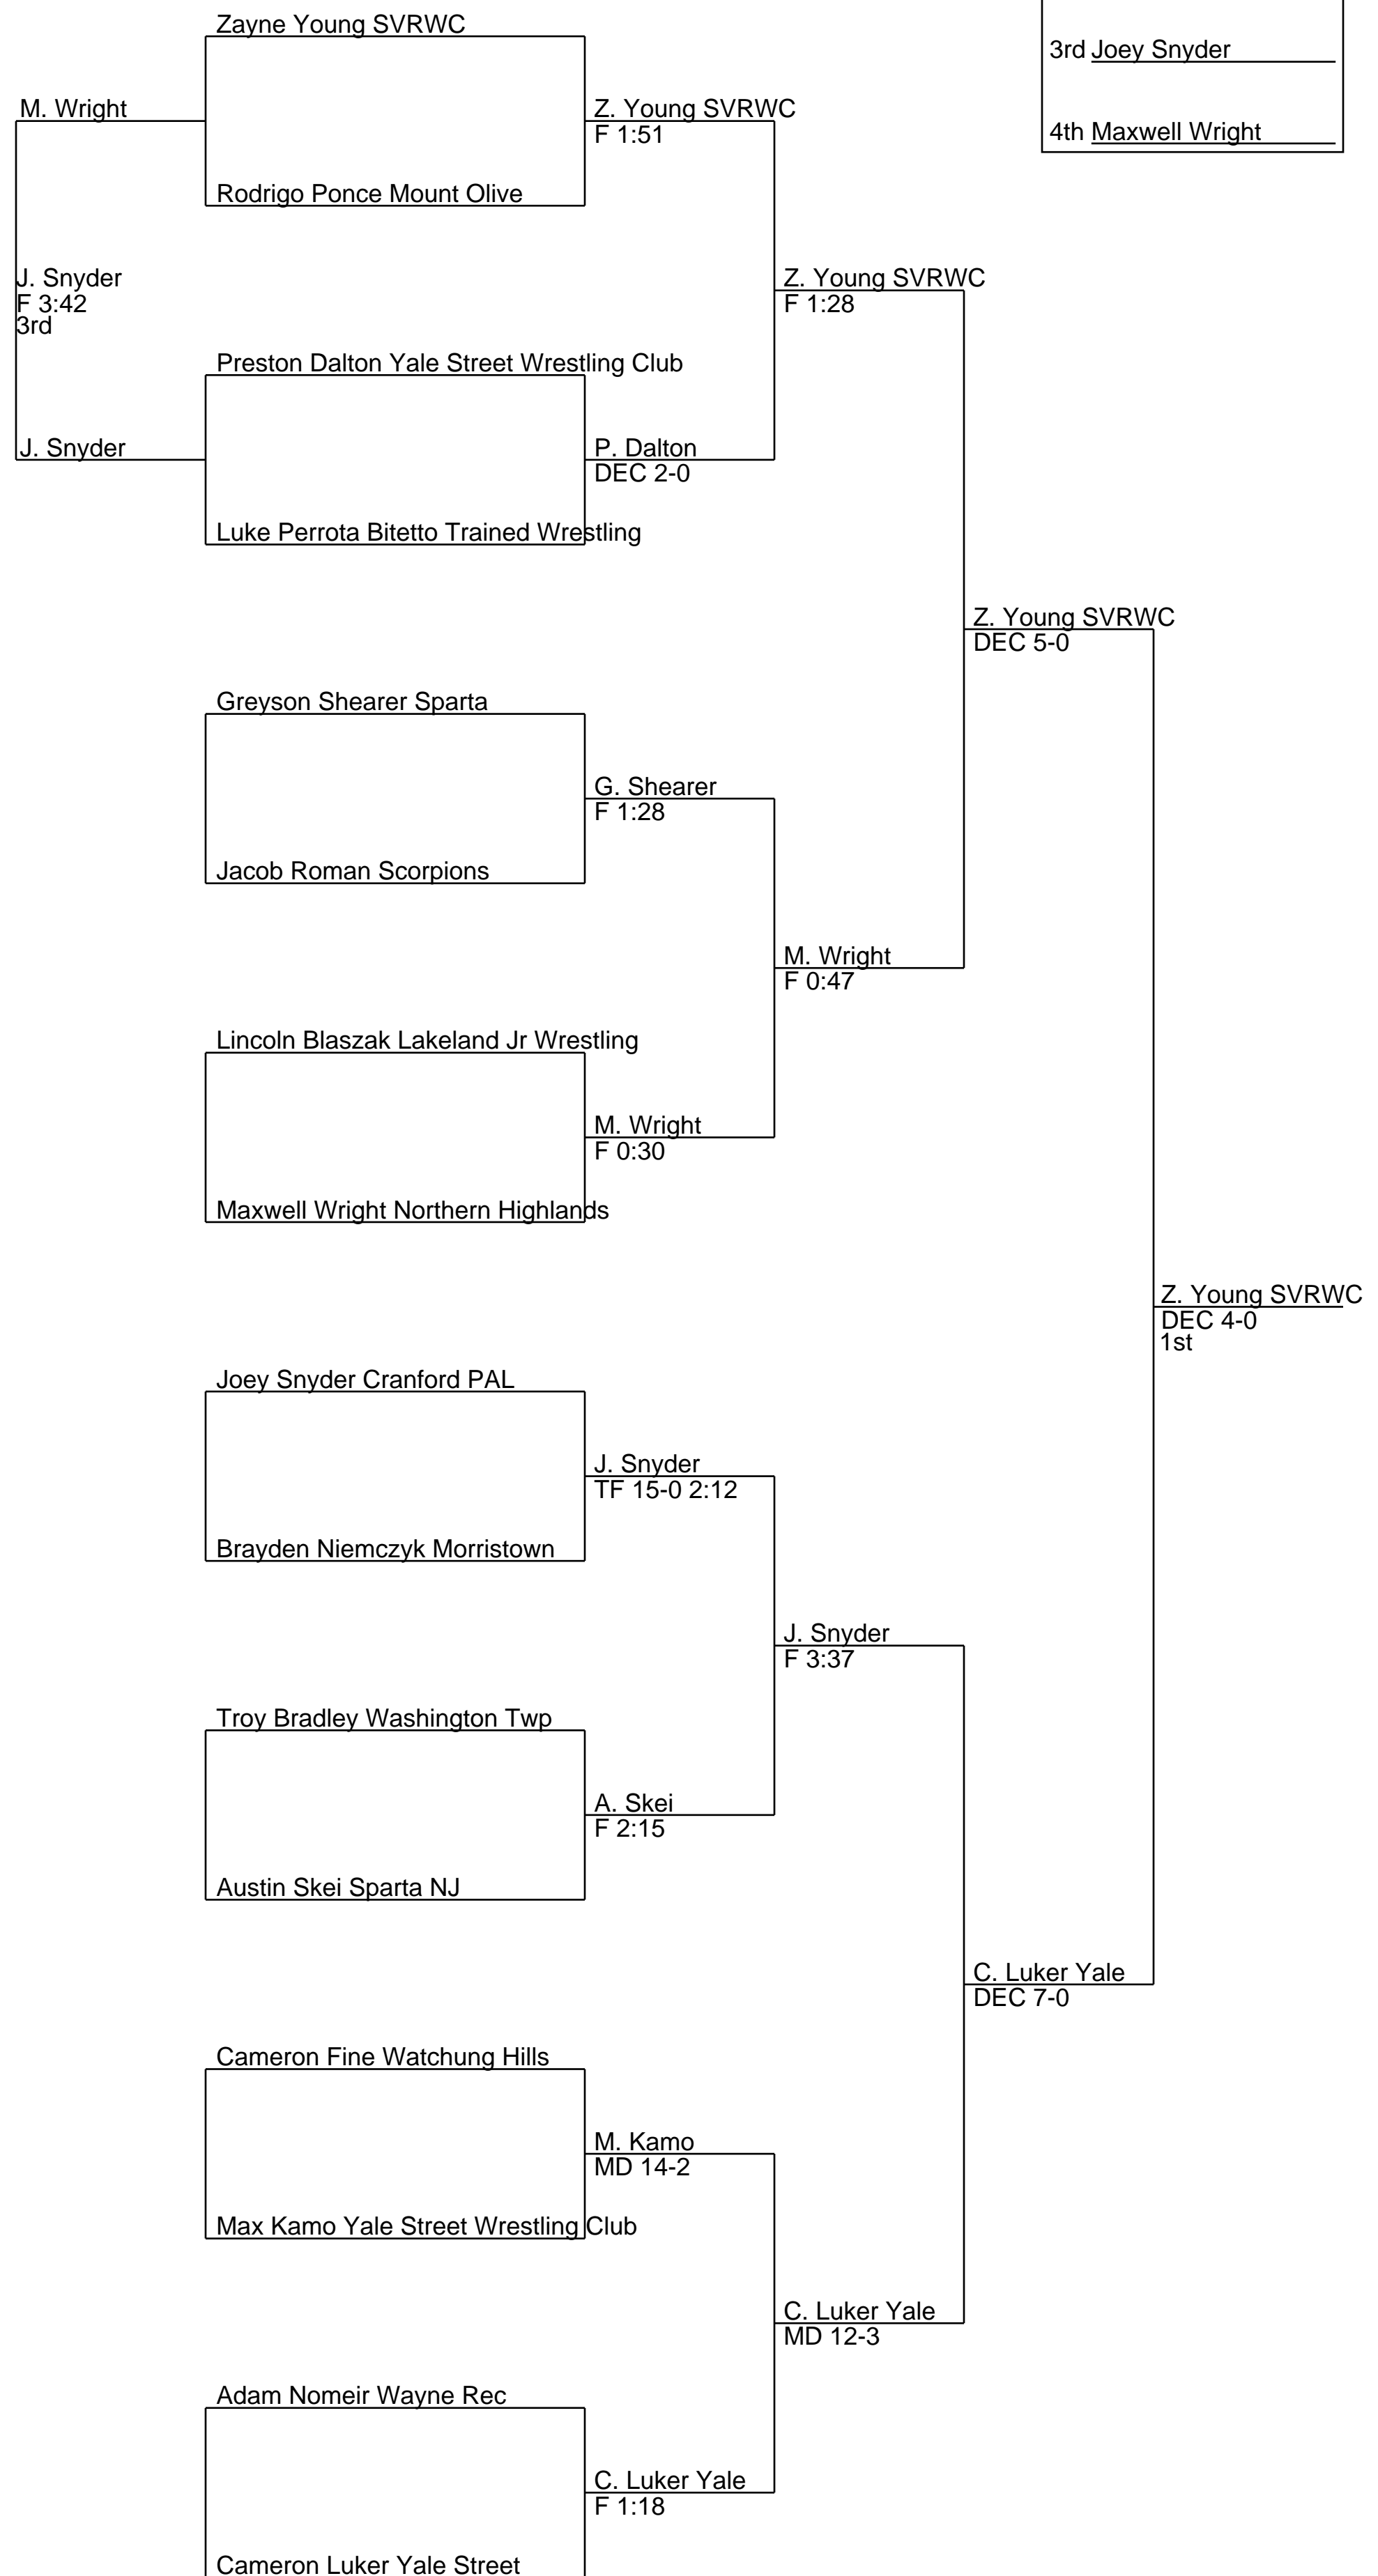 Zayne Young SVRWC
3rd Joey Snyder
M. Wright
Z. Young SVRWC
F 1:51
4th Maxwell Wright
Rodrigo Ponce Mount Olive
J. Snyder
F 3:42
3rd
Z. Young SVRWC
F 1:28
Preston Dalton Yale Street Wrestling Club
J. Snyder
P. Dalton
DEC 2-0
Luke Perrota Bitetto Trained Wrestling
Z. Young SVRWC
DEC 5-0
Greyson Shearer Sparta
G. Shearer
F 1:28
Jacob Roman Scorpions
M. Wright
F 0:47
Lincoln Blaszak Lakeland Jr Wrestling
M. Wright
F 0:30
Maxwell Wright Northern Highlands
Z. Young SVRWC
DEC 4-0
1st
Joey Snyder Cranford PAL
J. Snyder
TF 15-0 2:12
Brayden Niemczyk Morristown
J. Snyder
F 3:37
Troy Bradley Washington Twp
A. Skei
F 2:15
Austin Skei Sparta NJ
C. Luker Yale
DEC 7-0
Cameron Fine Watchung Hills
M. Kamo
MD 14-2
Max Kamo Yale Street Wrestling Club
C. Luker Yale
MD 12-3
Adam Nomeir Wayne Rec
C. Luker Yale
F 1:18
Cameron Luker Yale Street